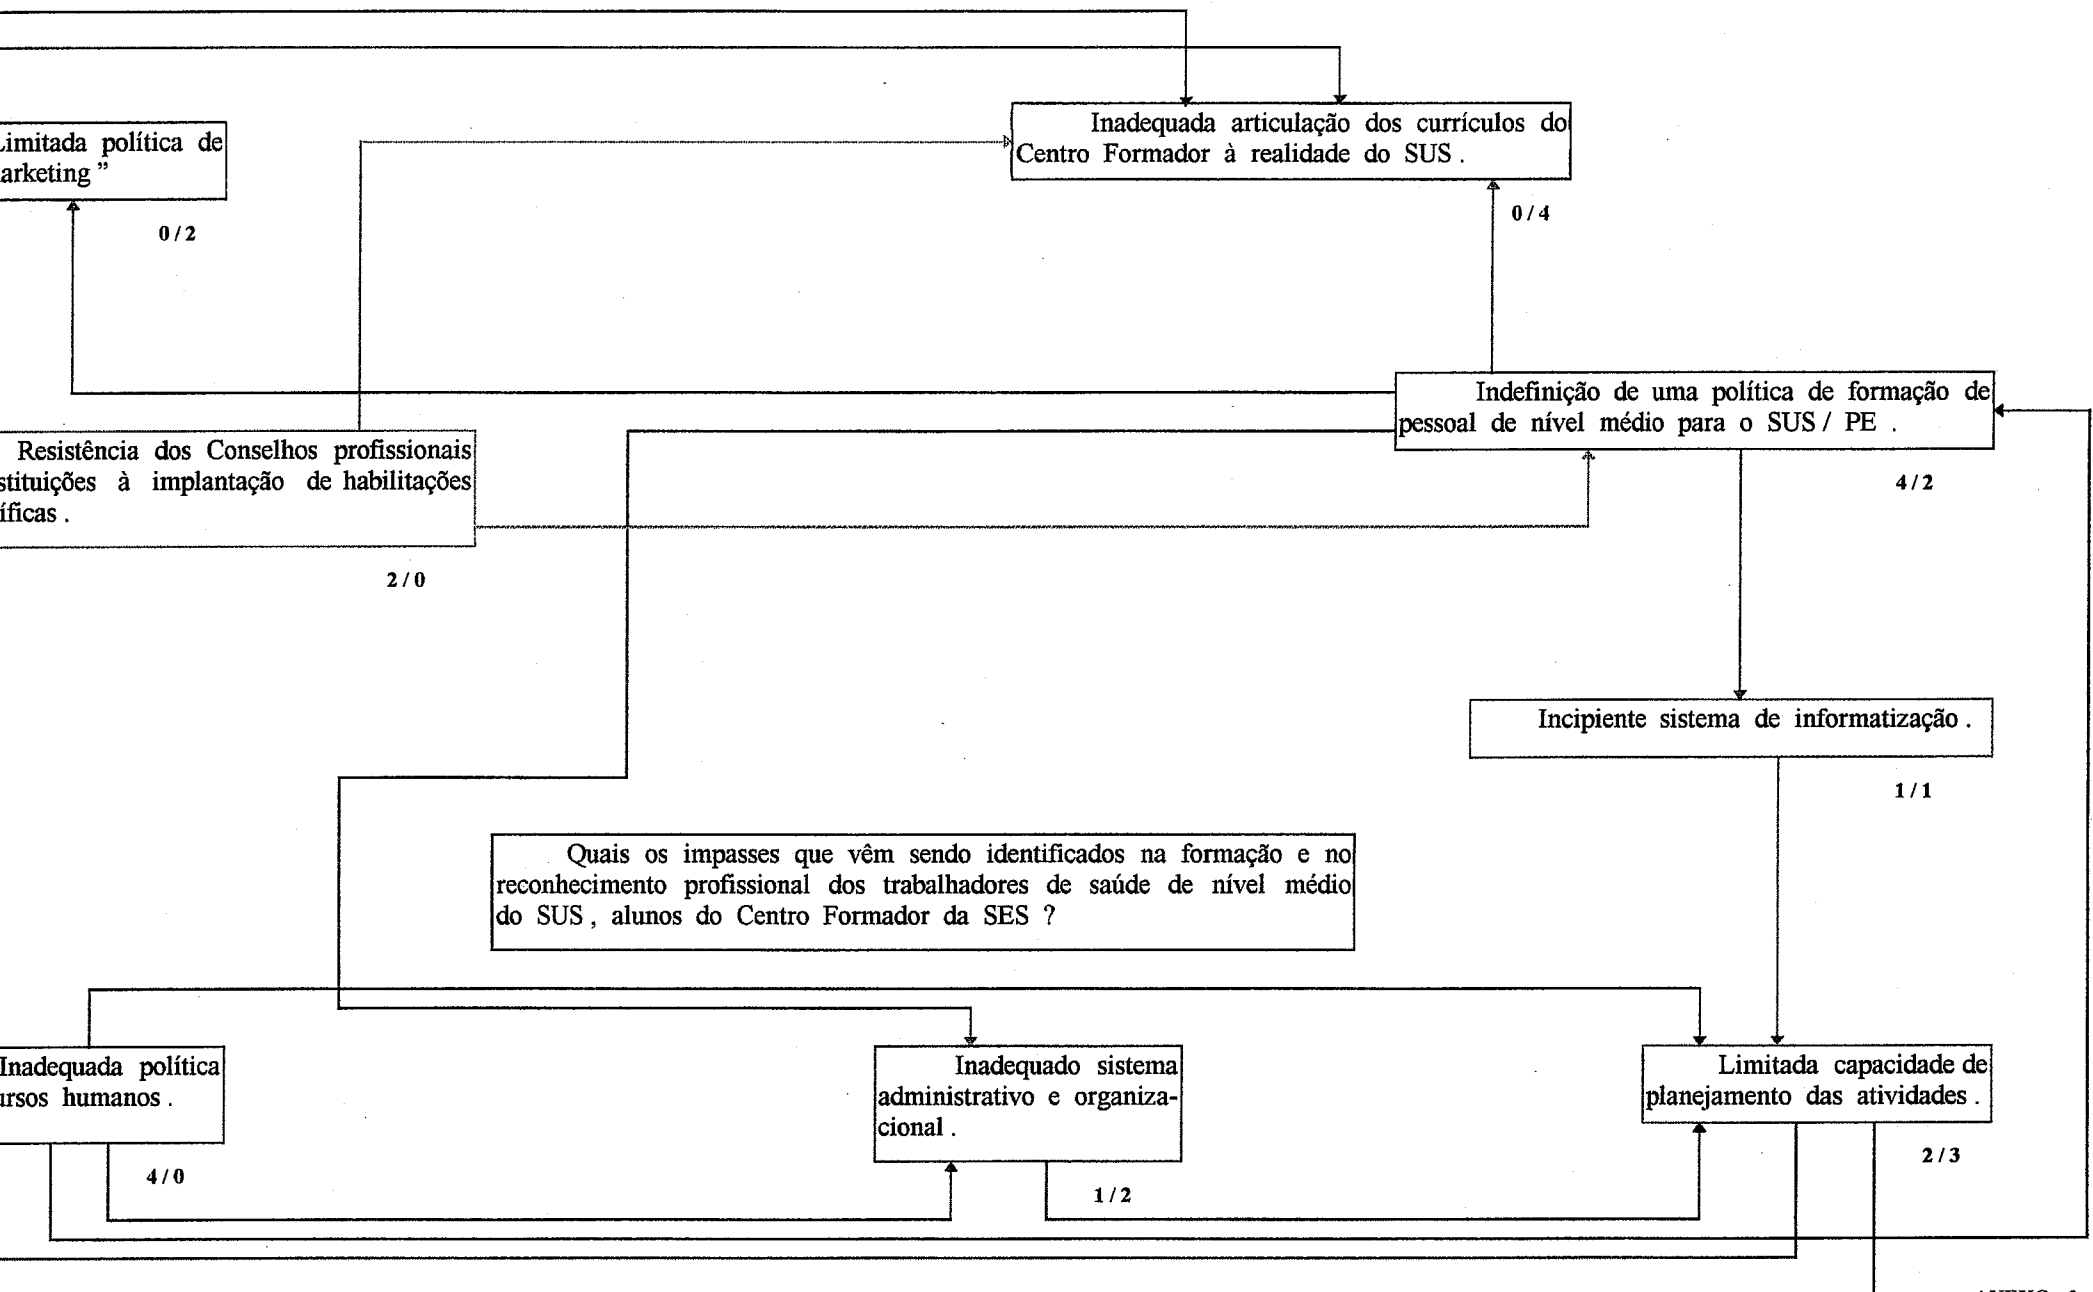 Inadequada articulação dos currículos do
Centro Formador à realidade do SUS .
0 / 4
Limitada política de
arketing ”
0 / 2
Indefinição de uma política de formação de
pessoal de nível médio para o SUS / PE .
4 / 2
Resistência dos Conselhos profissionais
stituições à implantação de habilitações
íficas .
2 / 0
Incipiente sistema de informatização .
1 / 1
Quais os impasses que vêm sendo identificados na formação e no
reconhecimento profissional dos trabalhadores de saúde de nível médio
do SUS , alunos do Centro Formador da SES ?
Inadequada política
ursos humanos .
4 / 0
Inadequado sistema
administrativo e organiza-
cional .
1 / 2
Limitada capacidade de
planejamento das atividades .
2 / 3